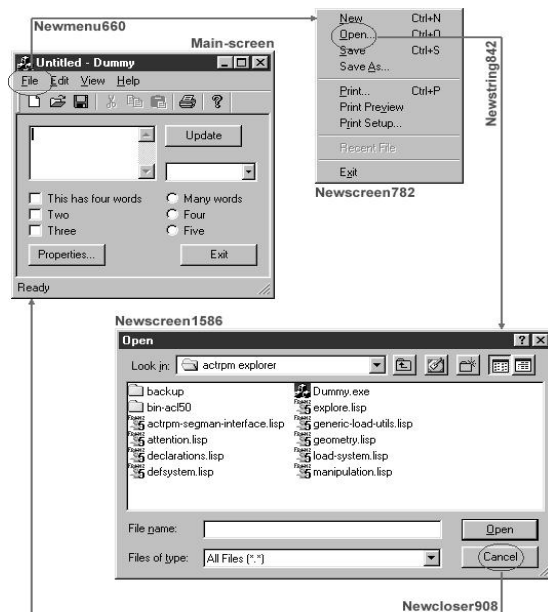 Newmenu660
Main-screen
Untitled - Dummy
File Edit View Help
Update
This has four words
Two
Three
Many words
Four
Five
Properties...
Exit
Ready
New Ctrl+N
Open... Ctrl+O
Save Ctrl+S
Save As...
Print... Ctrl+P
Print Preview
Print Setup...
Recent File
Exit
Newscreen782
Newstring842
Newscreen1586
Open
Look in: actrpm explorer
backup
bin-acl50
actrpm-segman-interface.lisp
attention.lisp
declarations.lisp
defsystem.lisp
Dummy.exe
explore.lisp
generic-load-utils.lisp
geometry.lisp
load-system.lisp
manipulation.lisp
File name:
Open
Files of type: All Files (*.*)
Cancel
Newcloser908